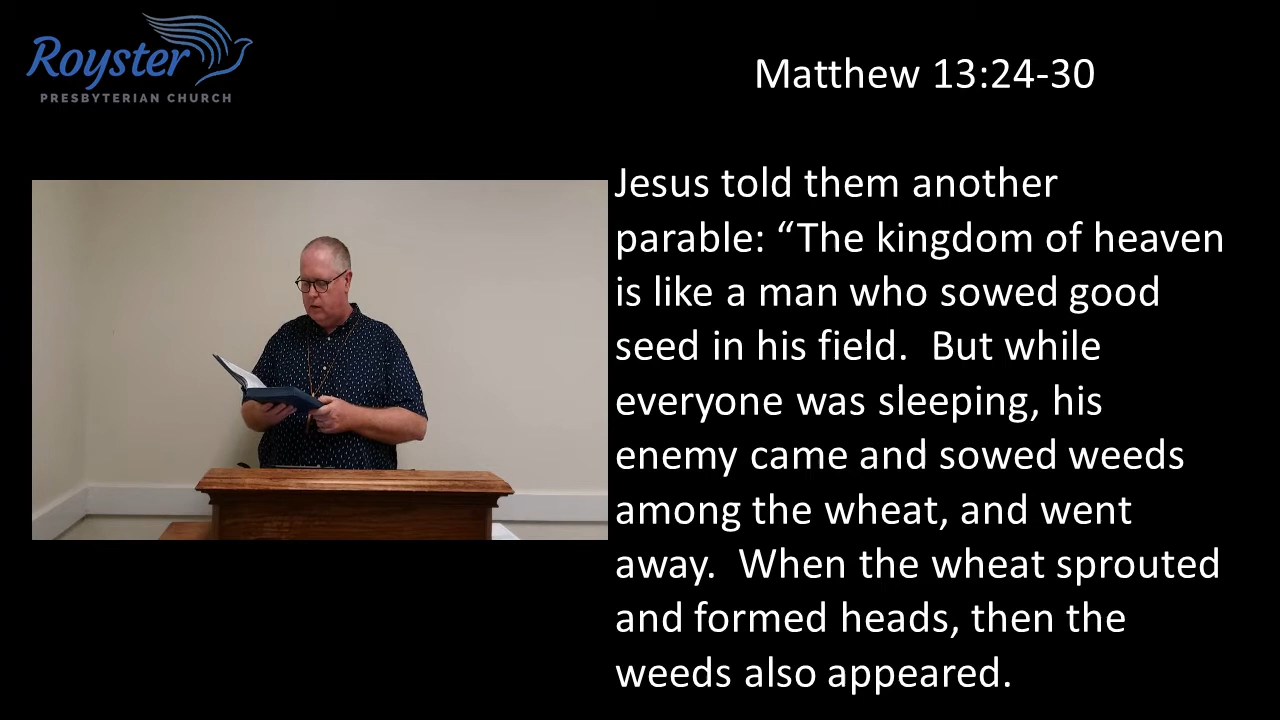 Royster
PRESBYTERIAN CHURCH
Matthew 13:24-30
Jesus told them another
parable: “The kingdom of heaven
is like a man who sowed good
seed in his field.  But while
everyone was sleeping, his
enemy came and sowed weeds
among the wheat, and went
away.  When the wheat sprouted
and formed heads, then the
weeds also appeared.